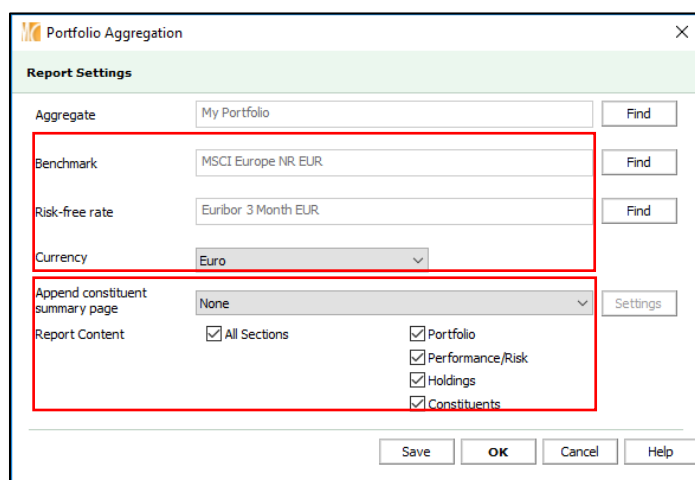 Portfolio Aggregation
Report Settings
Aggregate My Portfolio Find
Benchmark MSCI Europe NR EUR Find
Risk-free rate Euribor 3 Month EUR Find
Currency Euro
Append constituent
summary page None Settings
Report Content All Sections Portfolio
Performance/Risk
Holdings
Constituents
Save OK Cancel Help